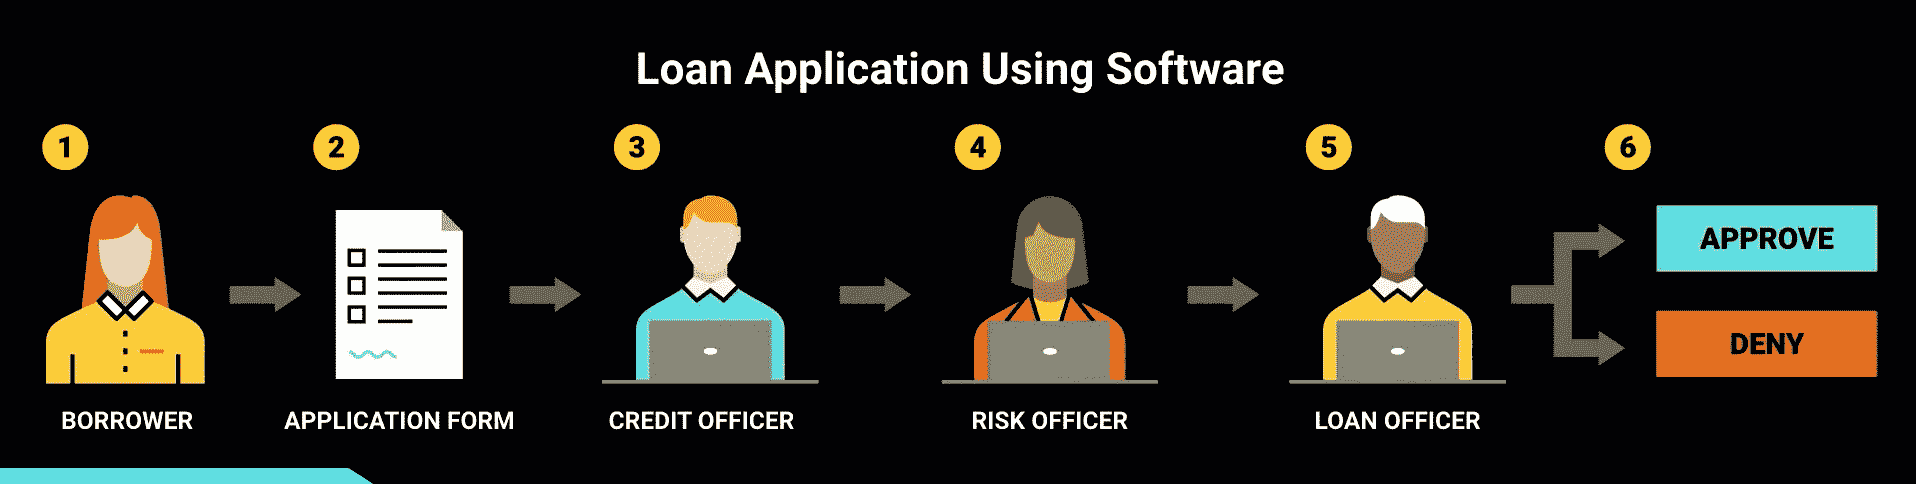 Loan Application Using Software
1
2
3
4
5
6
APPROVE
DENY
BORROWER
APPLICATION FORM
CREDIT OFFICER
RISK OFFICER
LOAN OFFICER